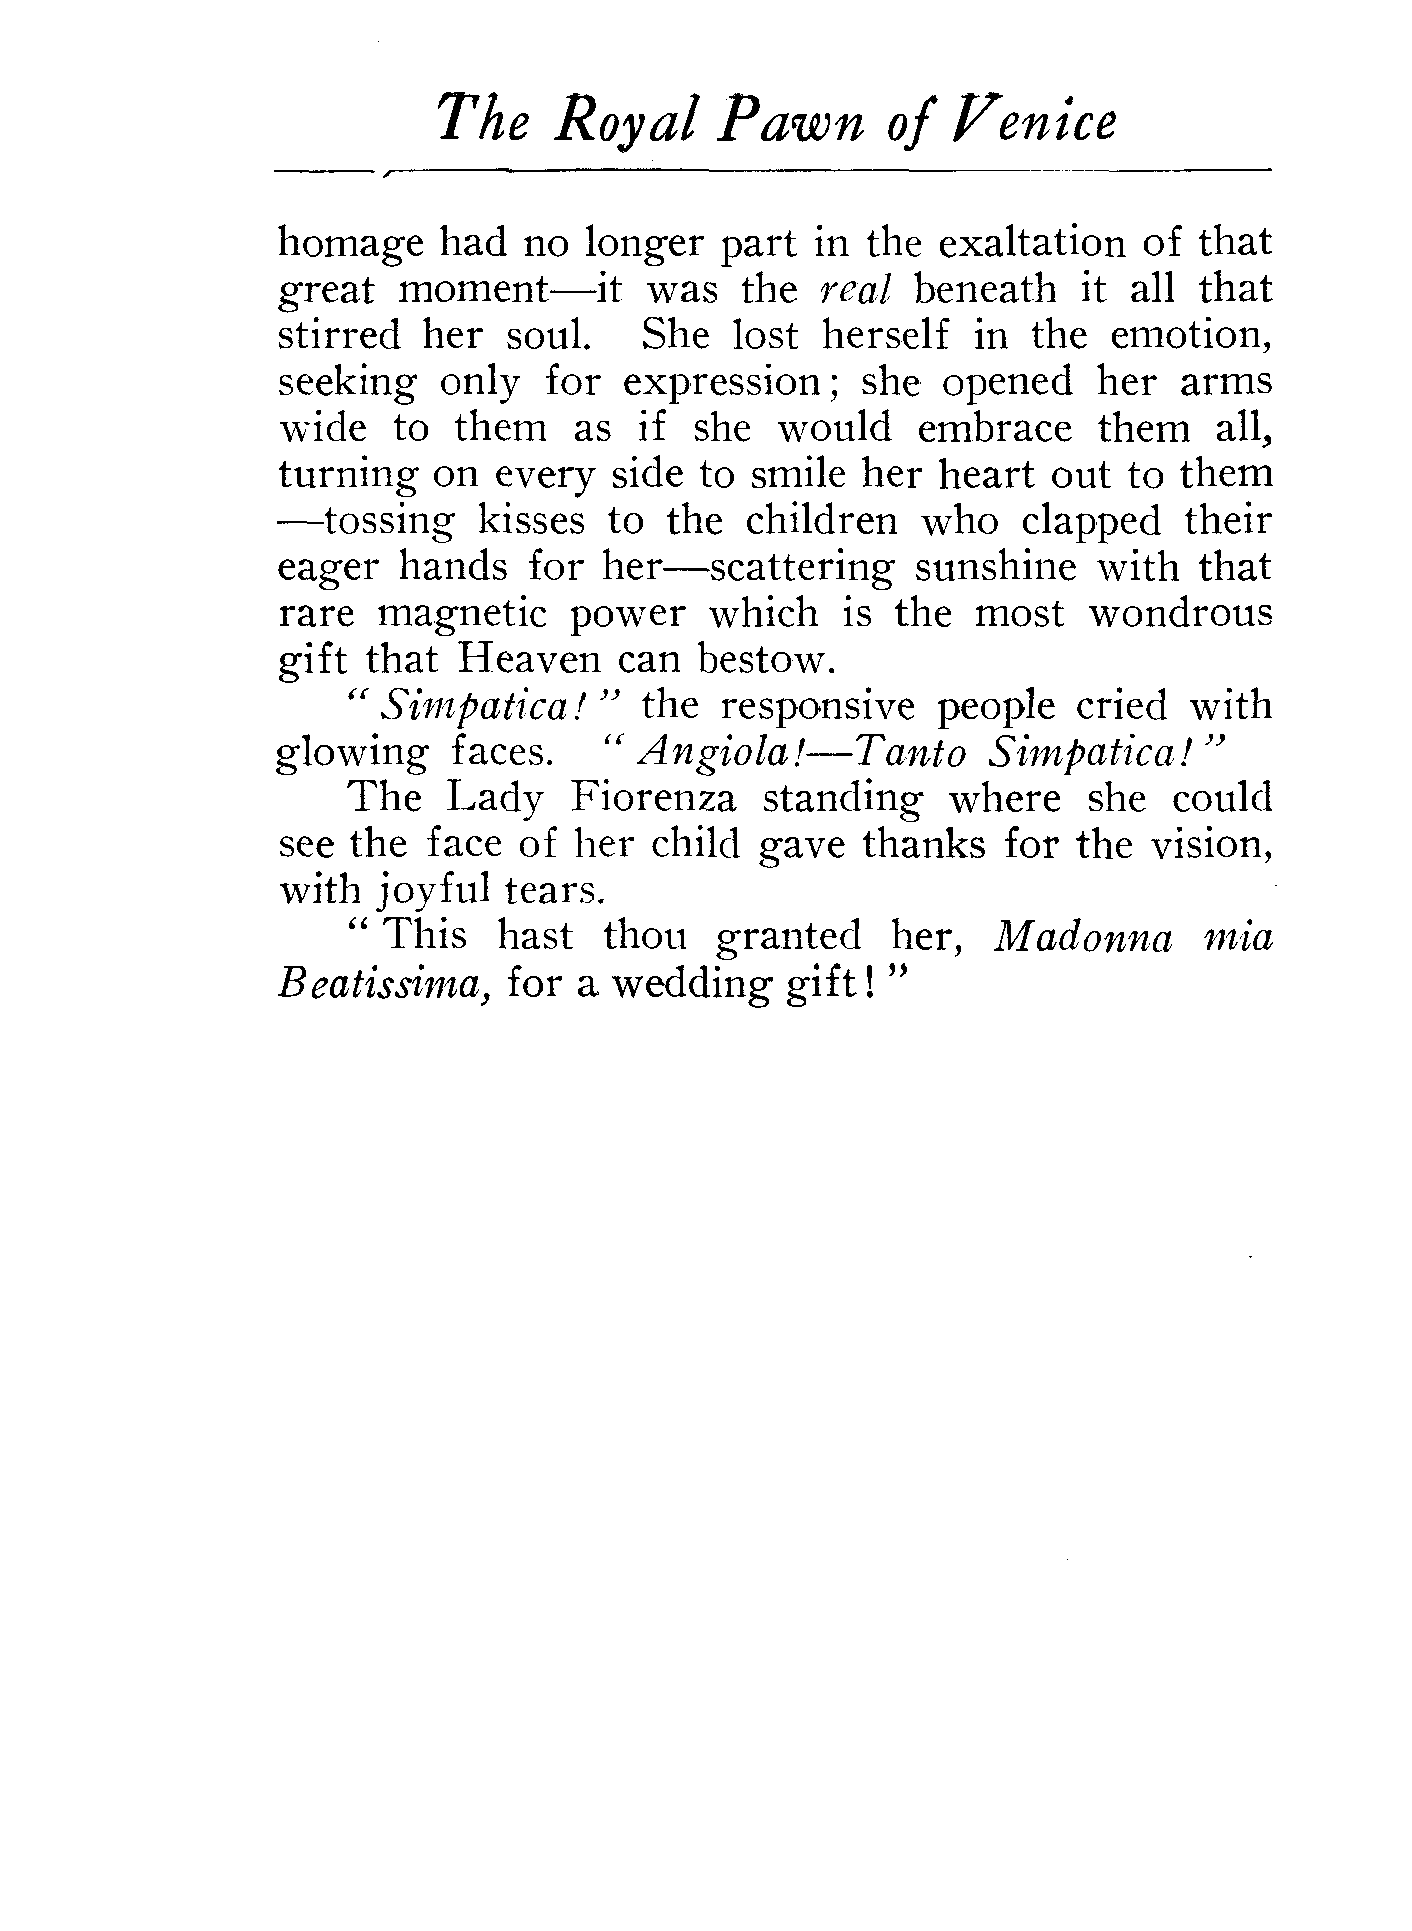 The Royal Pawn of Venice
homage had no longer part in the exaltation of that
great moment—it was the real beneath it all that
stirred her soul. She lost herself in the emotion,
seeking only for expression; she opened her arms
wide to them as if she would embrace them all,
turning on every side to smile her heart out to them
—tossing kisses to the children who clapped their
eager hands for her—scattering sunshine with that
rare magnetic power which is the most wondrous
gift that Heaven can bestow.
"Simpatica!" the responsive people cried with
glowing faces. "Angiola!—Tanto Simpatica!"
The Lady Fiorenza standing where she could
see the face of her child gave thanks for the vision,
with joyful tears.
"This hast thou granted her, Madonna mia
Beatissima, for a wedding gift!"